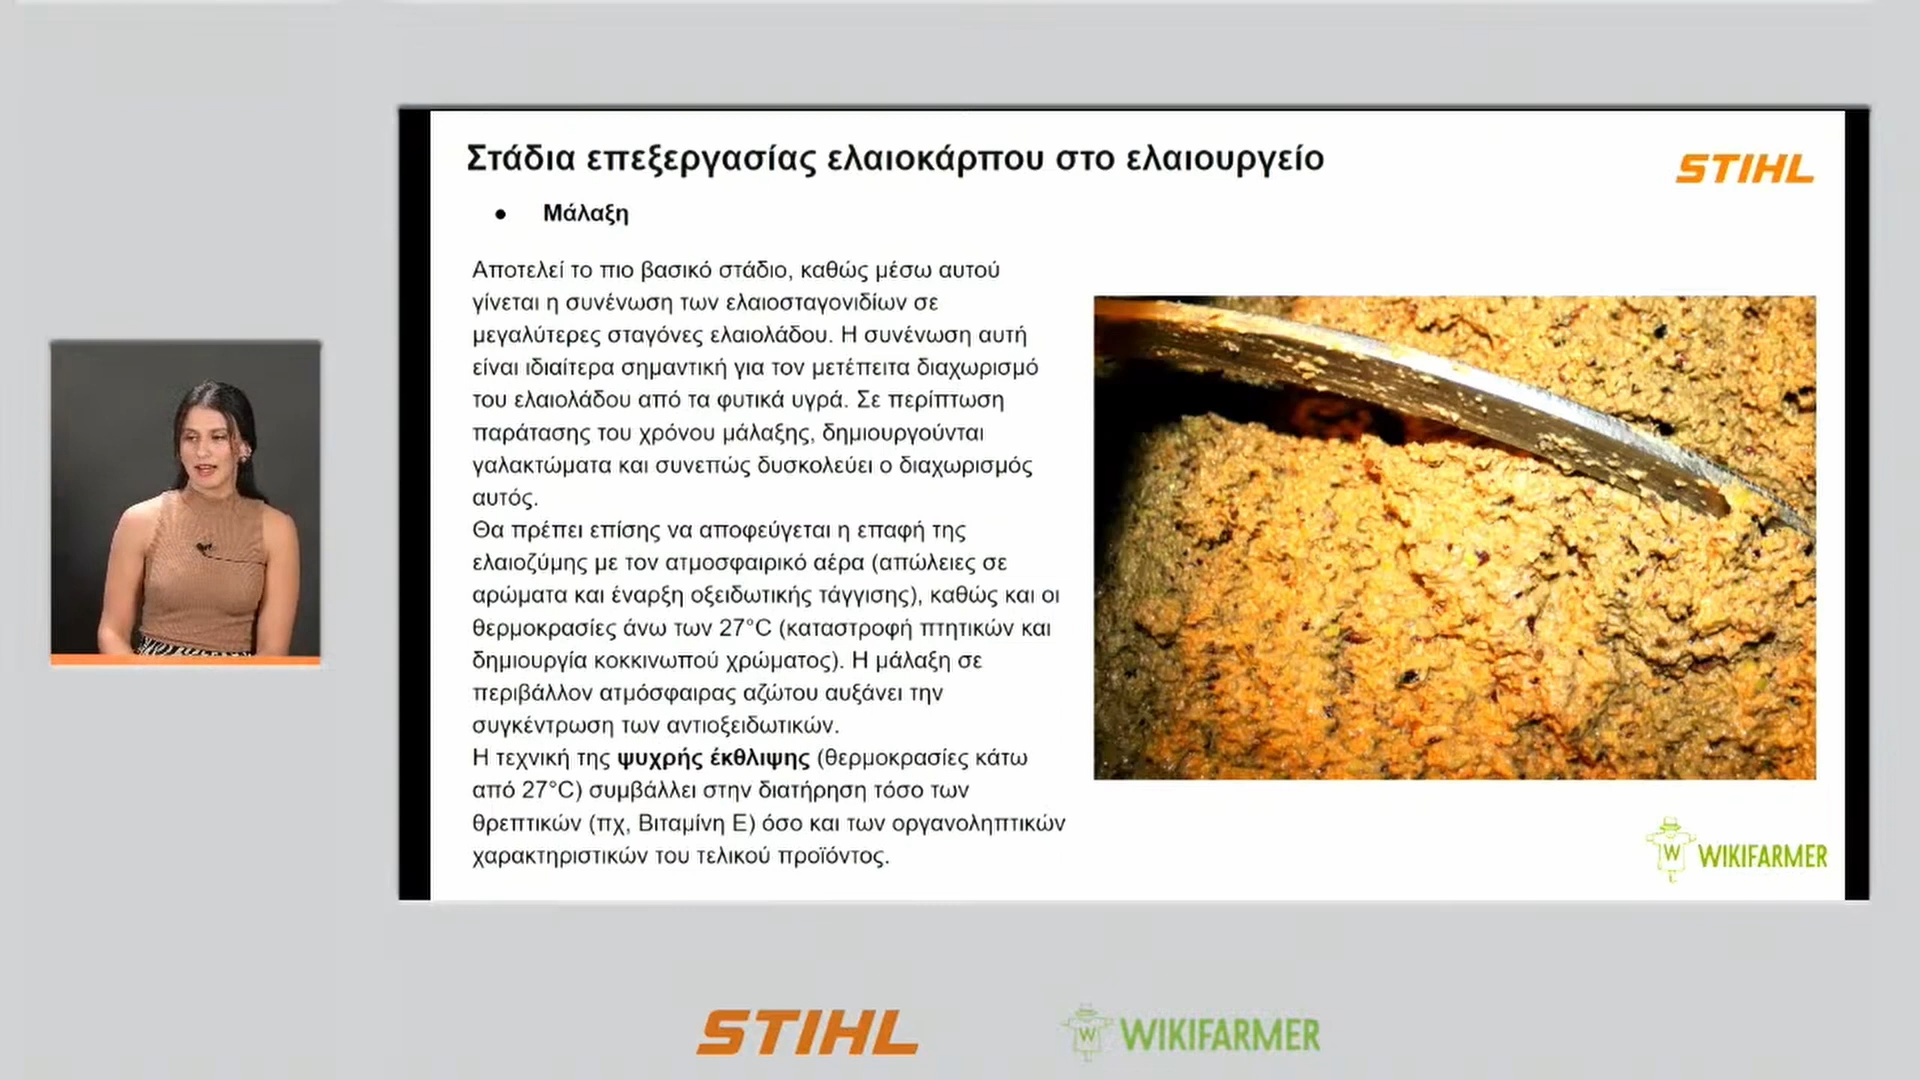 Στάδια επεξεργασίας ελαιοκάρπου στο ελαιουργείο
STIHL
● Μάλαξη
Αποτελεί το πιο βασικό στάδιο, καθώς μέσω αυτού
γίνεται η συνένωση των ελαιοσταγονιδίων σε
μεγαλύτερες σταγόνες ελαιολάδου. Η συνένωση αυτή
είναι ιδιαίτερα σημαντική για τον μετέπειτα διαχωρισμό
του ελαιολάδου από τα φυτικά υγρά. Σε περίπτωση
παράτασης του χρόνου μάλαξης, δημιουργούνται
γαλακτώματα και συνεπώς δυσκολεύει ο διαχωρισμός
αυτός.
Θα πρέπει επίσης να αποφεύγεται η επαφή της
ελαιοζύμης με τον ατμοσφαιρικό αέρα (απώλειες σε
αρώματα και έναρξη οξειδωτικής τάγγισης), καθώς και οι
θερμοκρασίες άνω των 27°C (καταστροφή πτητικών και
δημιουργία κοκκινωπού χρώματος). Η μάλαξη σε
περιβάλλον ατμόσφαιρας αζώτου αυξάνει την
συγκέντρωση των αντιοξειδωτικών.
Η τεχνική της ψυχρής έκθλιψης (θερμοκρασίες κάτω
από 27°C) συμβάλλει στην διατήρηση τόσο των
θρεπτικών (πχ, Βιταμίνη Ε) όσο και των οργανοληπτικών
χαρακτηριστικών του τελικού προϊόντος.
W WIKIFARMER
STIHL
W WIKIFARMER